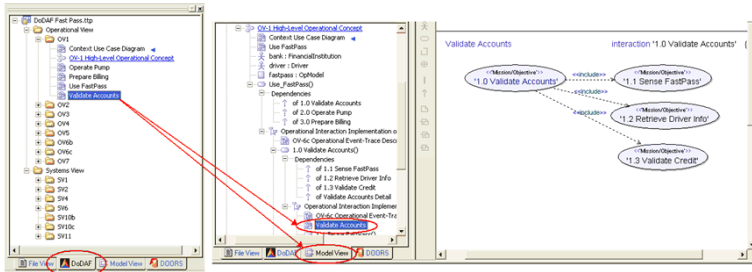 DoDAF Fast Pass.ttp
Operational View
OV1
Context Use Case Diagram
OV-1 High-Level Operational Concept
Operate Pump
Prepare Billing
Use FastPass
Validate Accounts
OV2
OV3
OV4
OV5
OV6b
OV6c
OV7
Systems View
SV1
SV2
SV4
SV6
SV10b
SV10c
SV11
File View
DoDAF
Model View
DOORS
OV-1 High-Level Operational Concept
Context Use Case Diagram
Use FastPass
bank : FinancialInstitution
driver : Driver
fastpass : OpModel
Use_FastPass()
Dependencies
of 1.0 Validate Accounts
of 2.0 Operate Pump
of 3.0 Prepare Billing
Operational Interaction Implementation o
OV-6c Operational Event-Trace Descr
1.0 Validate Accounts()
Dependencies
of 1.1 Sense FastPass
of 1.2 Retrieve Driver Info
of 1.3 Validate Credit
of Validate Accounts Detail
Operational Interaction Implemen
OV-6c Operational Event-Tra
Validate Accounts
File View
DoDAF
Model View
DOORS
Validate Accounts
interaction '1.0 Validate Accounts' {
<<Mission/Objective>>
'1.0 Validate Accounts'
<<include>>
<<Mission/Objective>>
'1.1 Sense FastPass'
<<include>>
<<Mission/Objective>>
'1.2 Retrieve Driver Info'
<<include>>
<<Mission/Objective>>
'1.3 Validate Credit'